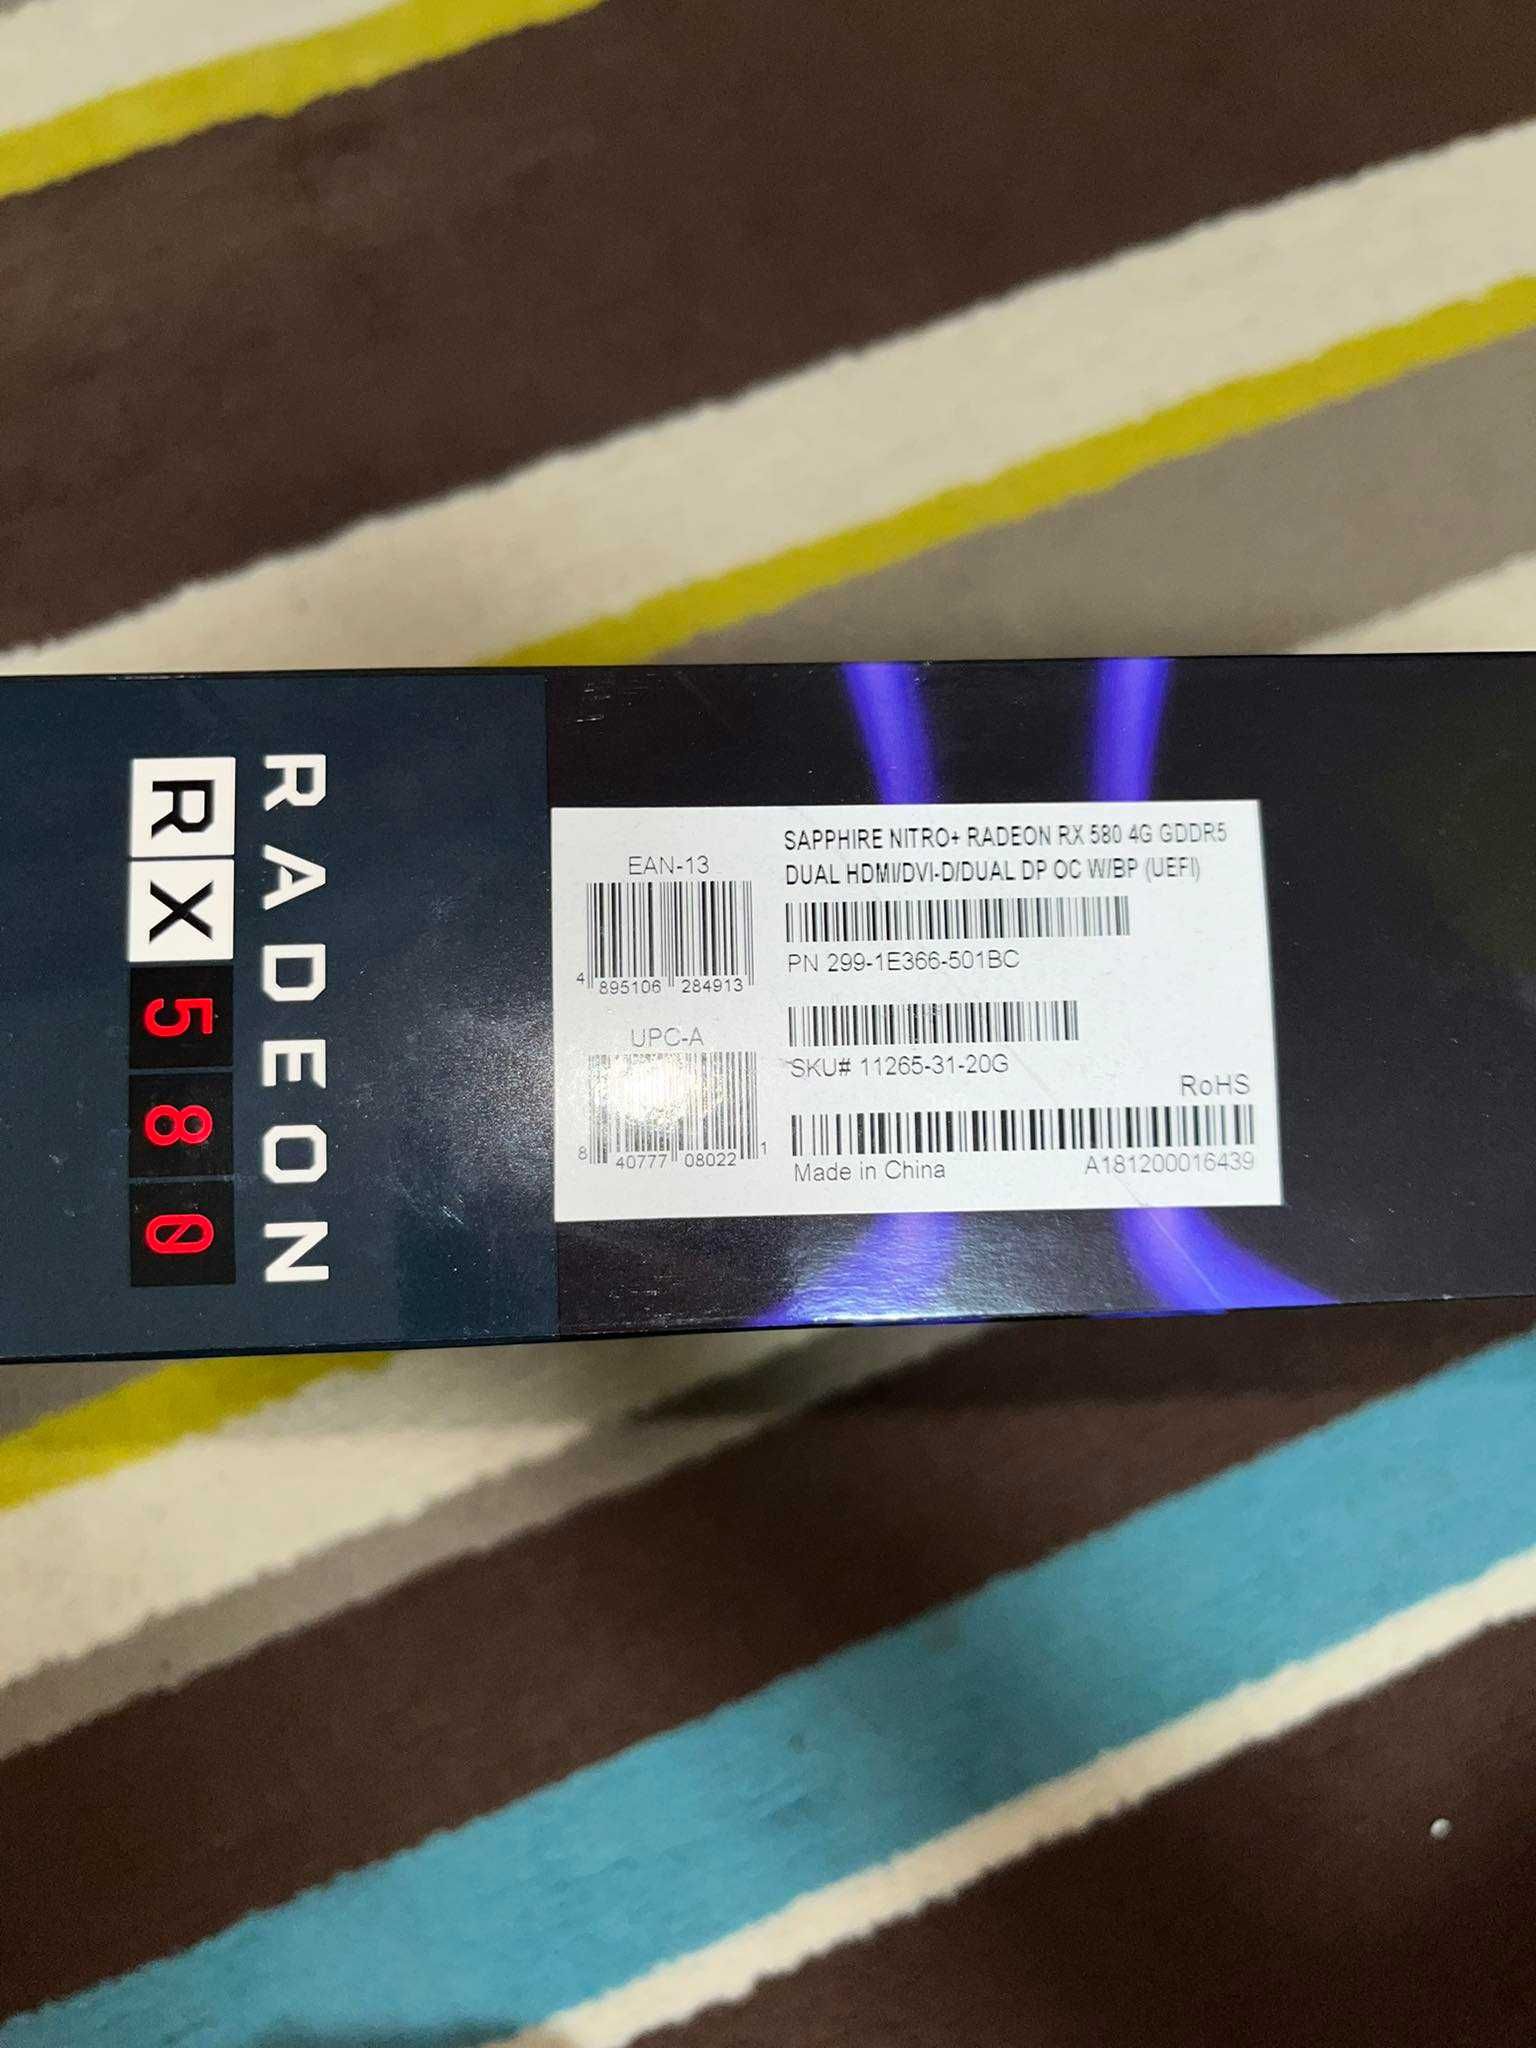 RADEON
RX 580
SAPPHIRE NITRO+ RADEON RX 580 4G GDDR5
DUAL HDMI/DVI-D/DUAL DP OC W/BP (UEFI)
EAN-13
4 895106 284913
PN 299-1E366-501BC
UPC-A
8 40777 08022 1
SKU# 11265-31-20G
RoHS
Made in China A181200016439